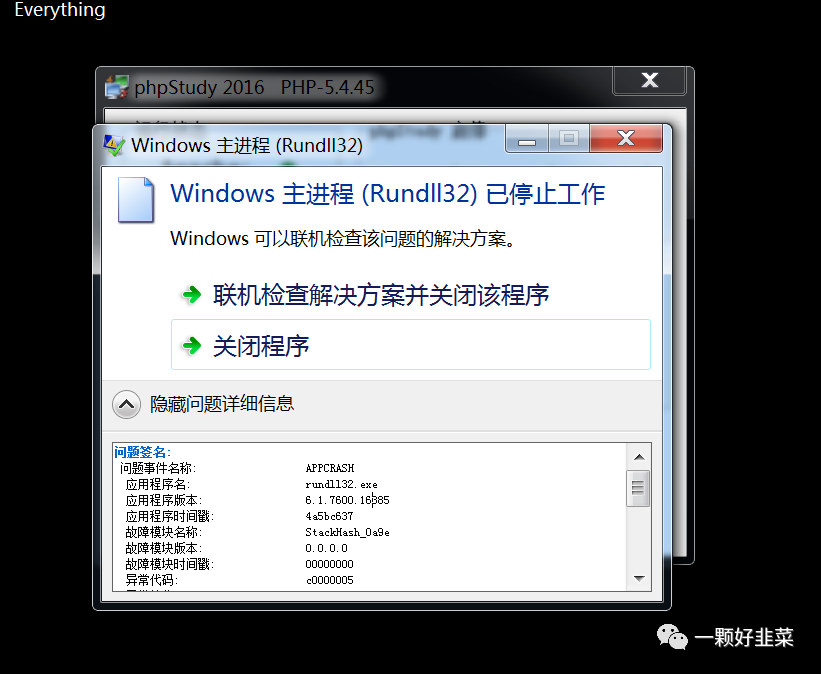 Everything
phpStudy 2016 PHP-5.4.45
Windows 主进程 (Rundll32)
Windows 主进程 (Rundll32) 已停止工作
Windows 可以联机检查该问题的解决方案。
联机检查解决方案并关闭该程序
关闭程序
隐藏问题详细信息
问题签名:
问题事件名称: APPCRASH
应用程序名: rundll32.exe
应用程序版本: 6.1.7600.16385
应用程序时间戳: 4a5bc637
故障模块名称: StackHash_0a9e
故障模块版本: 0.0.0.0
故障模块时间戳: 00000000
异常代码: c0000005
一颗好韭菜